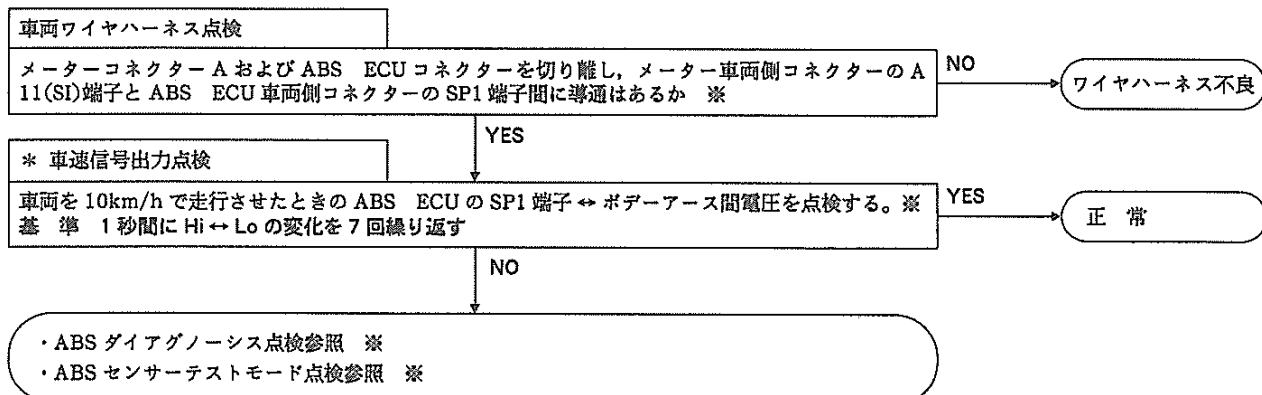 車両ワイヤハーネス点検
メーターコネクター A および ABS ECU コネクターを切り離し，メーター車両側コネクターの A
11(SI)端子と ABS ECU 車両側コネクターの SP1 端子間に導通はあるか ※
NO
ワイヤハーネス不良
YES
＊ 車速信号出力点検
車両を 10km/h で走行させたときの ABS ECU の SP1 端子 ↔ ボデーアース間電圧を点検する。※
基 準 1 秒間に Hi ↔ Lo の変化を 7 回繰り返す
YES
正 常
NO
・ABS ダイアグノーシス点検参照 ※
・ABS センサーテストモード点検参照 ※